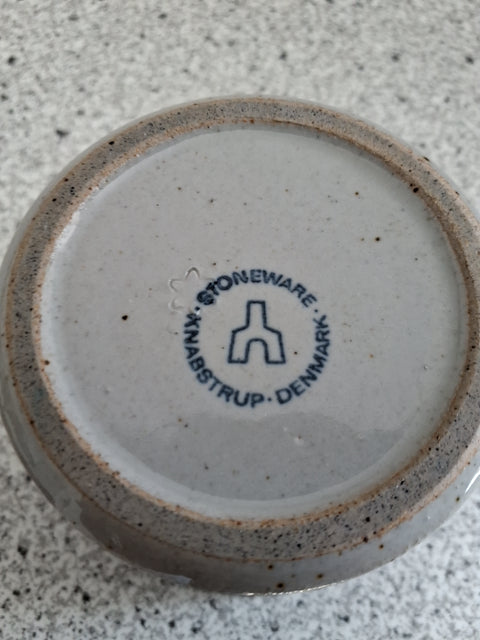 STONEWARE ·
KNABSTRUP · DENMARK ·